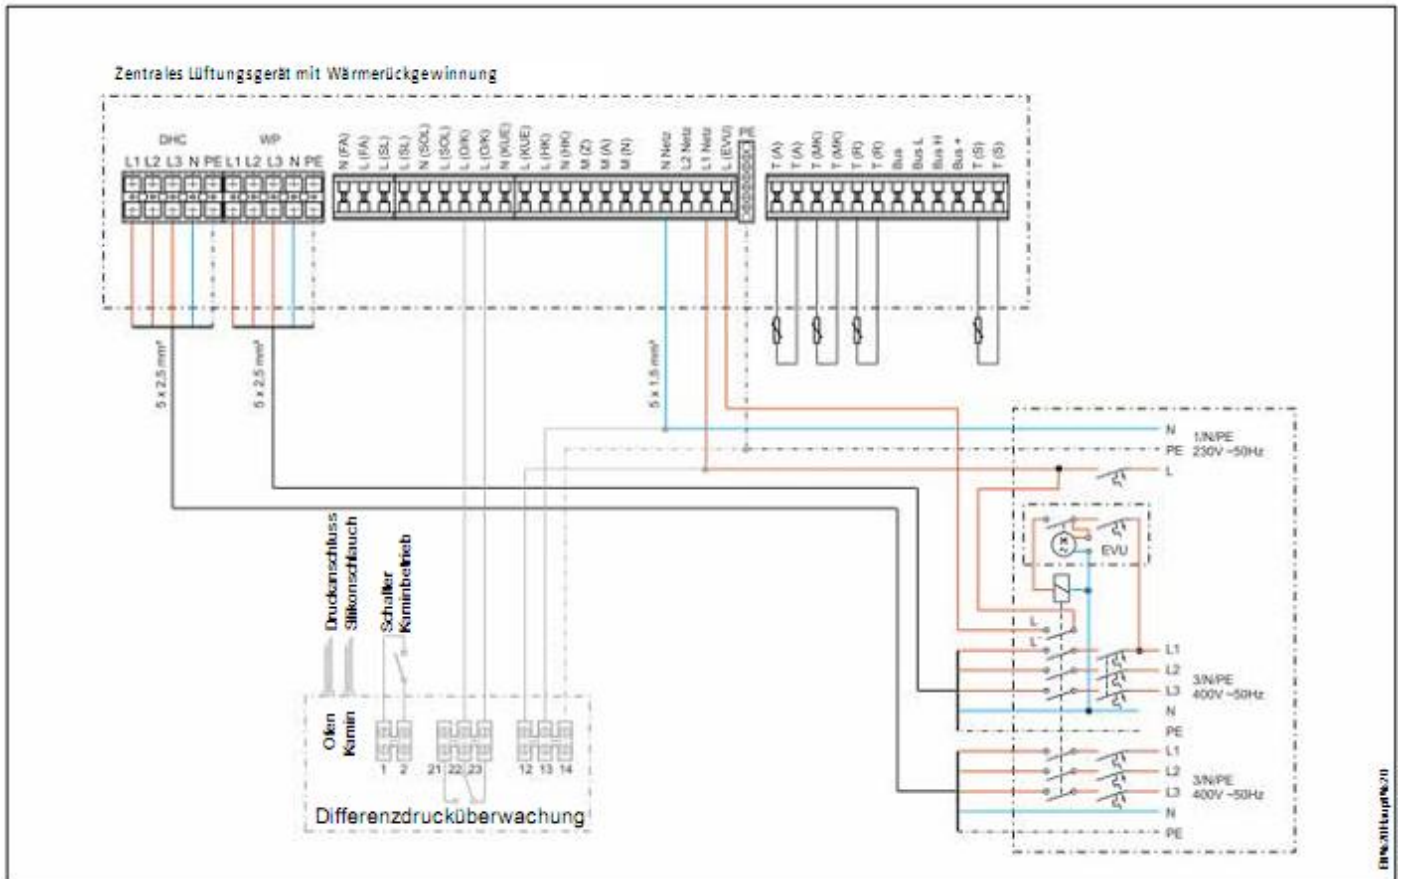 Zentrales Lüftungsgerät mit Wärmerückgewinnung
DHC WP
L1 L2 L3 N PE L1 L2 L3 N PE
N (FA)
L (FA)
L (SL)
L (SL)
N (SOL)
L (SOL)
L (O/K)
L (O/K)
N (KUE)
L (KUE)
L (HK)
N (HK)
M (Z)
M (A)
M (N)
N Netz
L2 Netz
L1 Netz
L (EVU)
PE
T (A)
T (A)
T (MK)
T (MK)
T (R)
T (R)
Bus
Bus L
Bus H
Bus +
T (S)
T (S)
5 x 2,5 mm²
5 x 2,5 mm²
5 x 1,5 mm²
N
PE
L
1/N/PE
230V ~50Hz
EVU
L
L'
L1
L2
L3
N
PE
3/N/PE
400V ~50Hz
L1
L2
L3
N
PE
3/N/PE
400V ~50Hz
Druckanschluss
Silikonschlauch
Schalter
Kaminbetrieb
Ofen
Kamin
1 2 21 22 23 12 13 14
Differenzdrucküberwachung